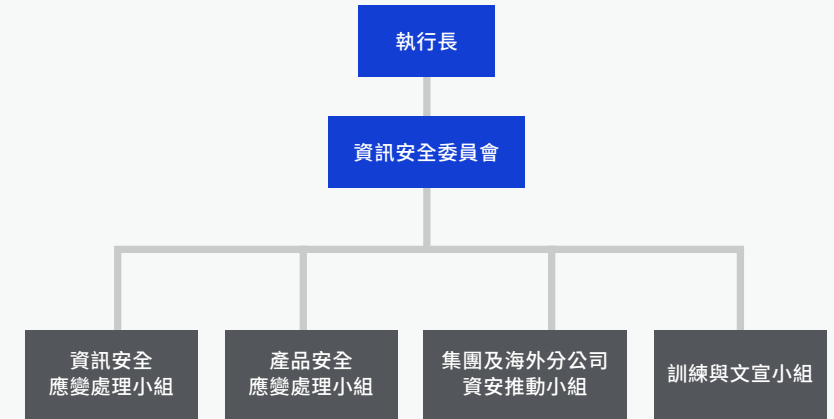 執行長
資訊安全委員會
資訊安全
應變處理小組
產品安全
應變處理小組
集團及海外分公司
資安推動小組
訓練與文宣小組